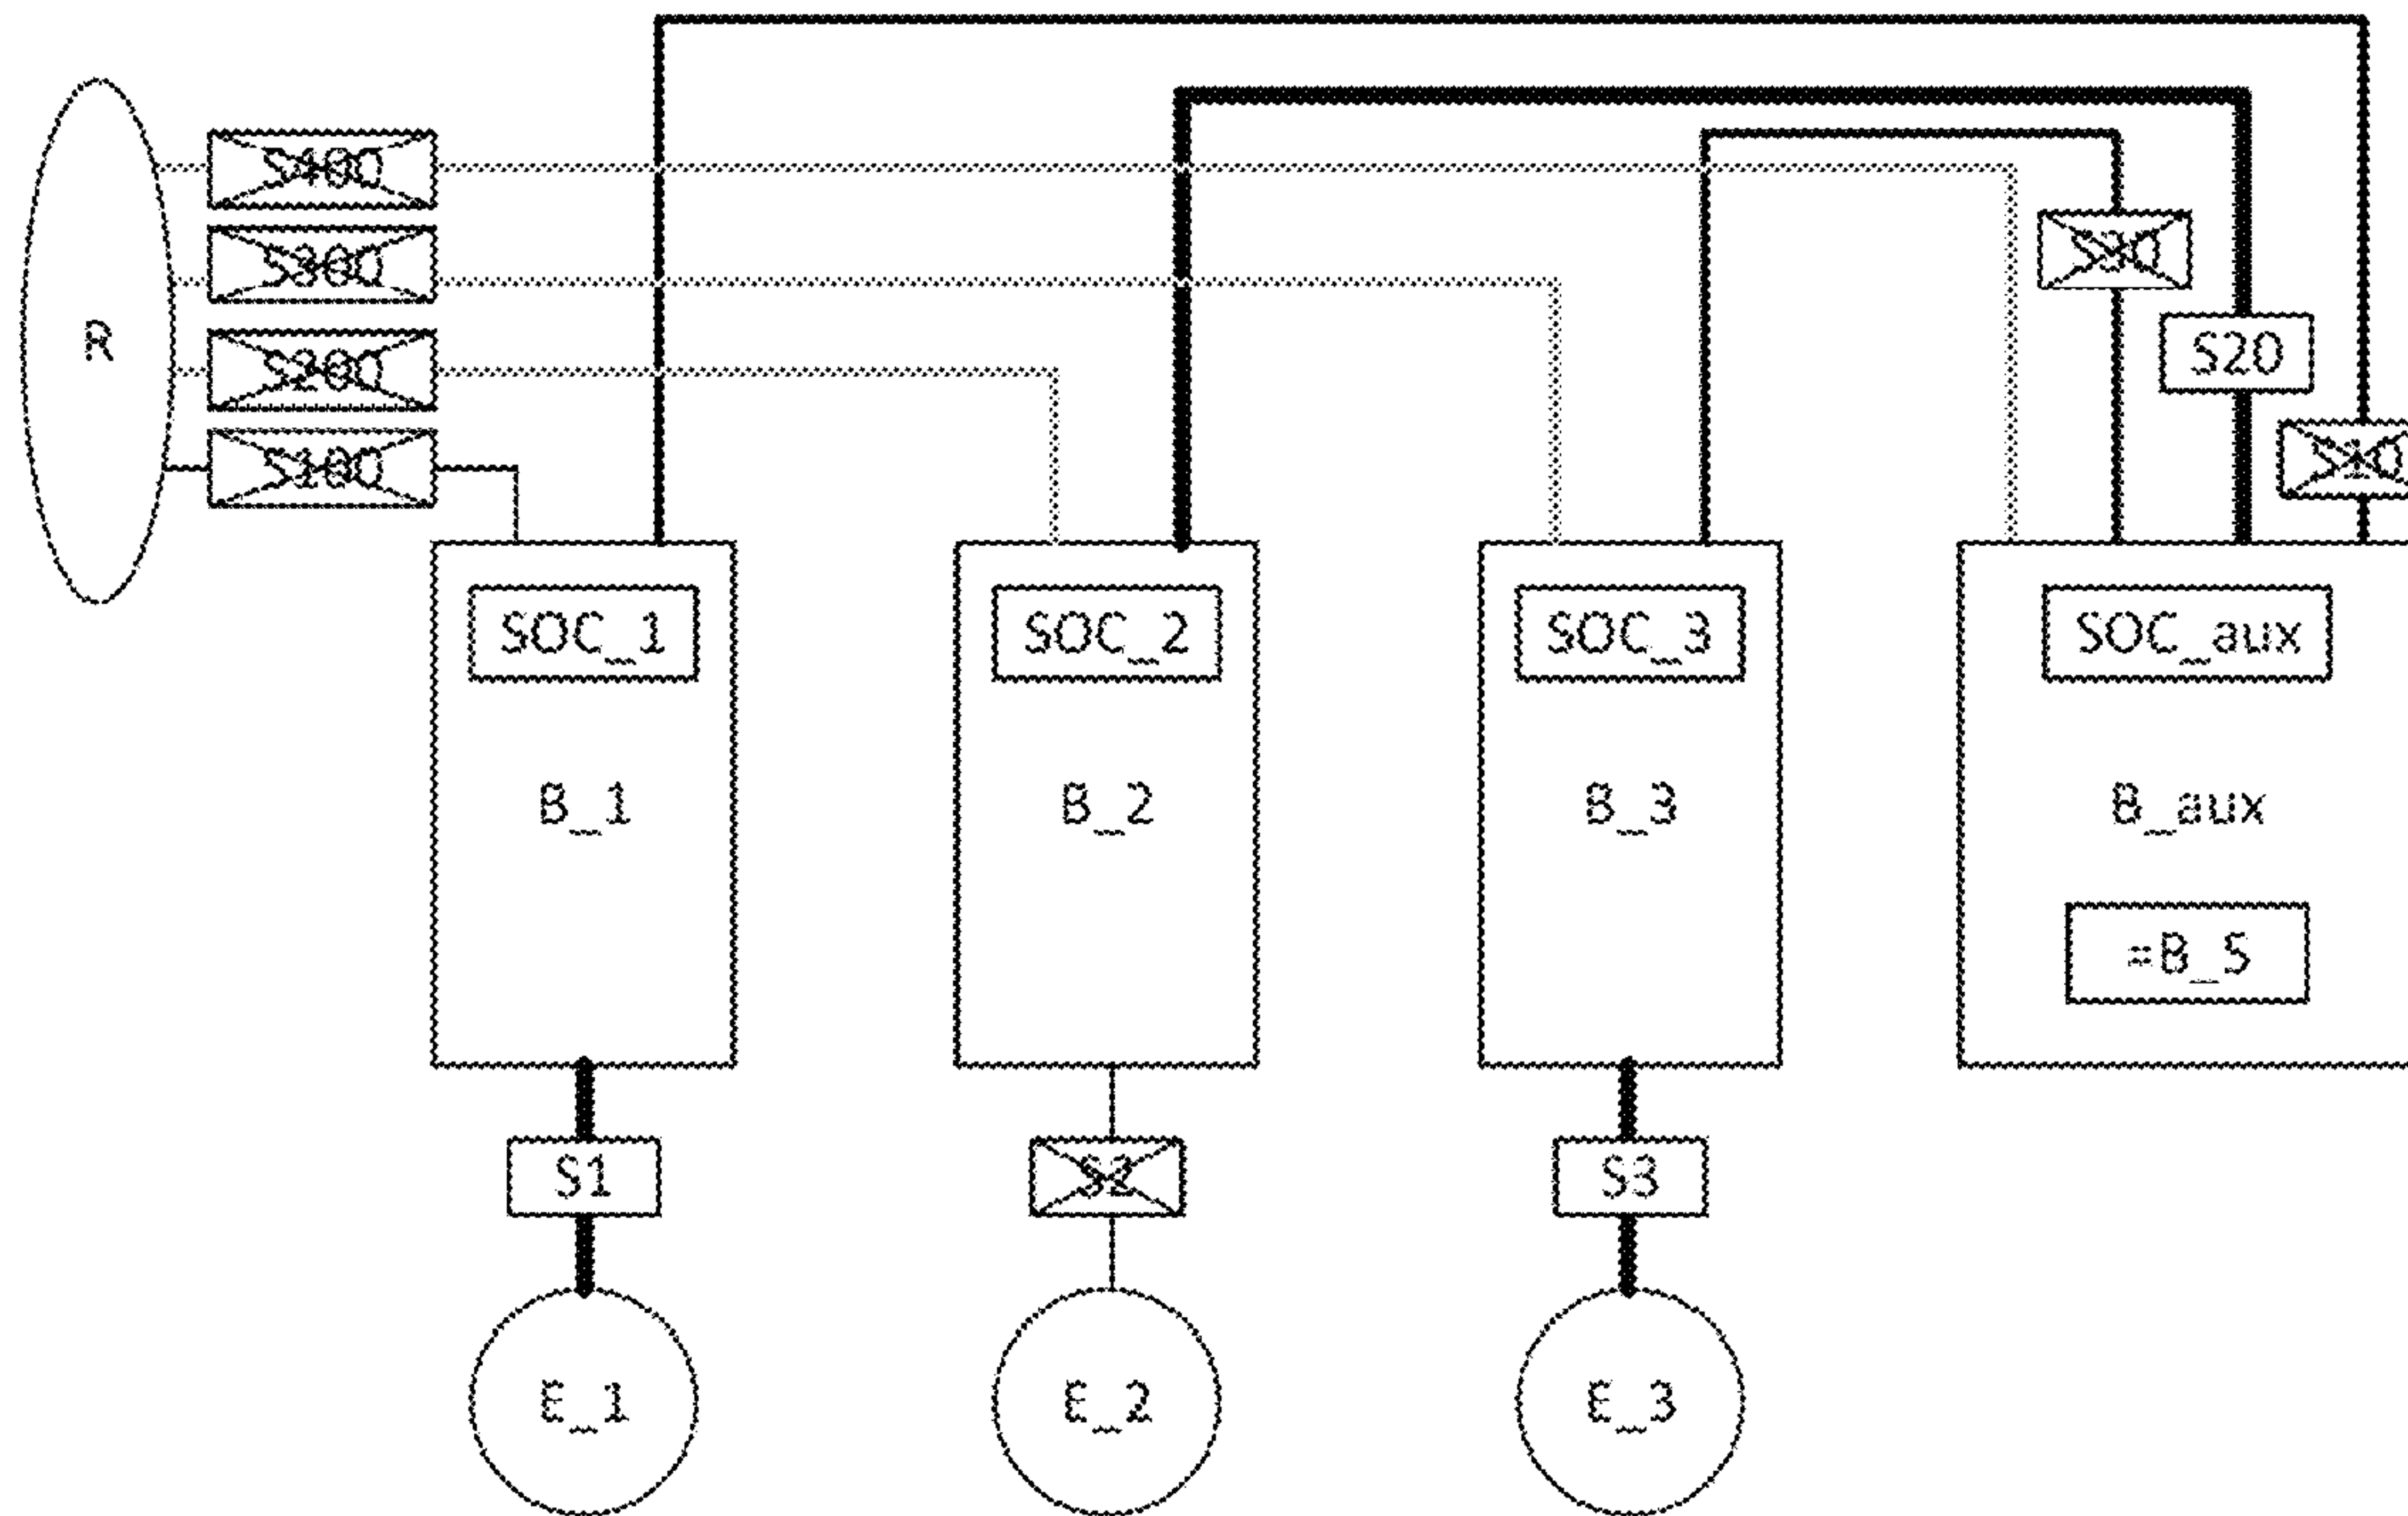 S400
S300
R
S200
S100
S30
S20
S10
SOC_1
SOC_2
SOC_3
SOC_aux
B_1
B_2
B_3
B_aux
=B_S
S1
S2
S3
E_1
E_2
E_3